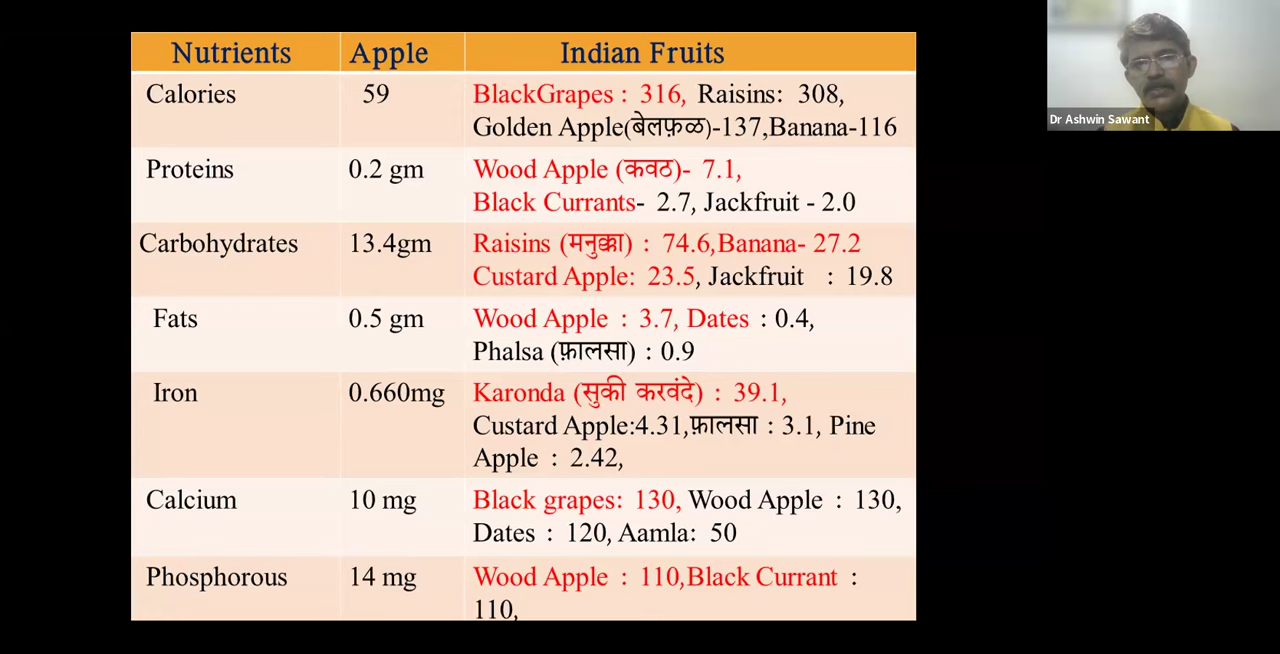 Nutrients Apple Indian Fruits
Calories 59 BlackGrapes : 316, Raisins: 308,
Golden Apple(बेलफ़ळ)-137,Banana-116
Proteins 0.2 gm Wood Apple (कवठ)- 7.1,
Black Currants- 2.7, Jackfruit - 2.0
Carbohydrates 13.4gm Raisins (मनुक्का) : 74.6,Banana- 27.2
Custard Apple: 23.5, Jackfruit : 19.8
Fats 0.5 gm Wood Apple : 3.7, Dates : 0.4,
Phalsa (फ़ालसा) : 0.9
Iron 0.660mg Karonda (सुकी करवंदे) : 39.1,
Custard Apple:4.31,फ़ालसा : 3.1, Pine
Apple : 2.42,
Calcium 10 mg Black grapes: 130, Wood Apple : 130,
Dates : 120, Aamla: 50
Phosphorous 14 mg Wood Apple : 110,Black Currant :
110,
Dr Ashwin Sawant